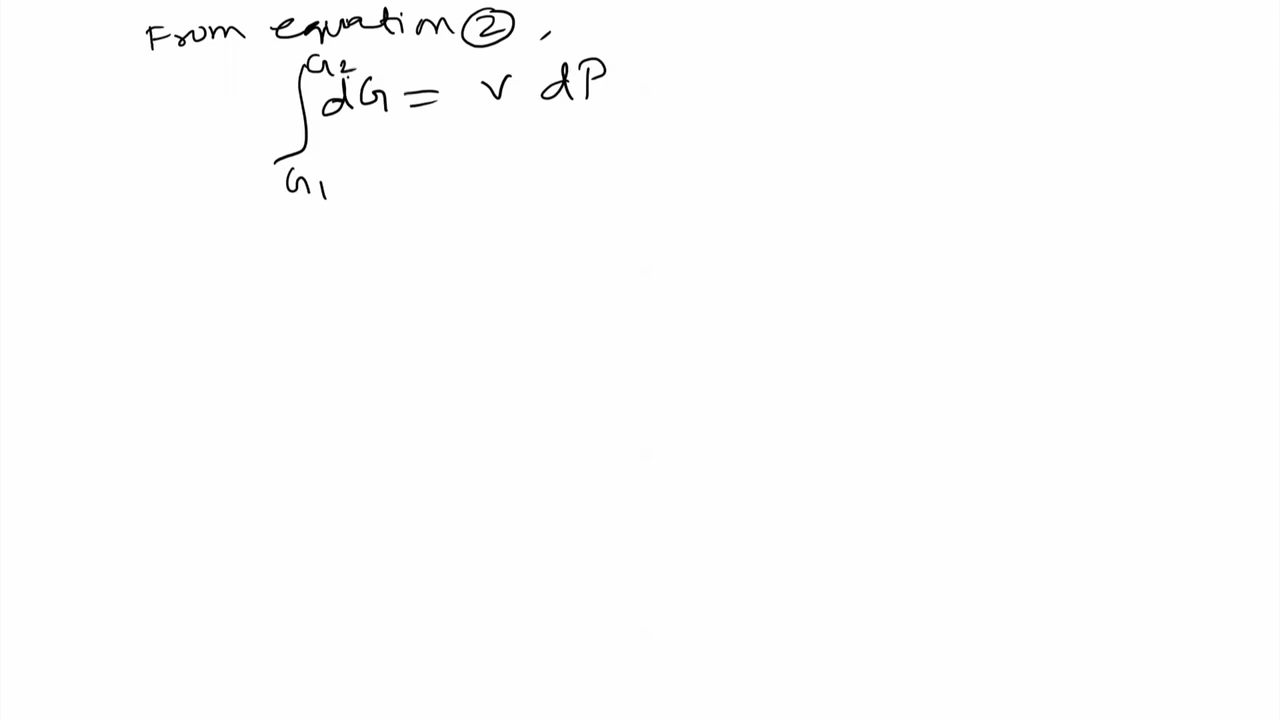 From equation ② ,
∫_{G1}^{G2} dG = v dP